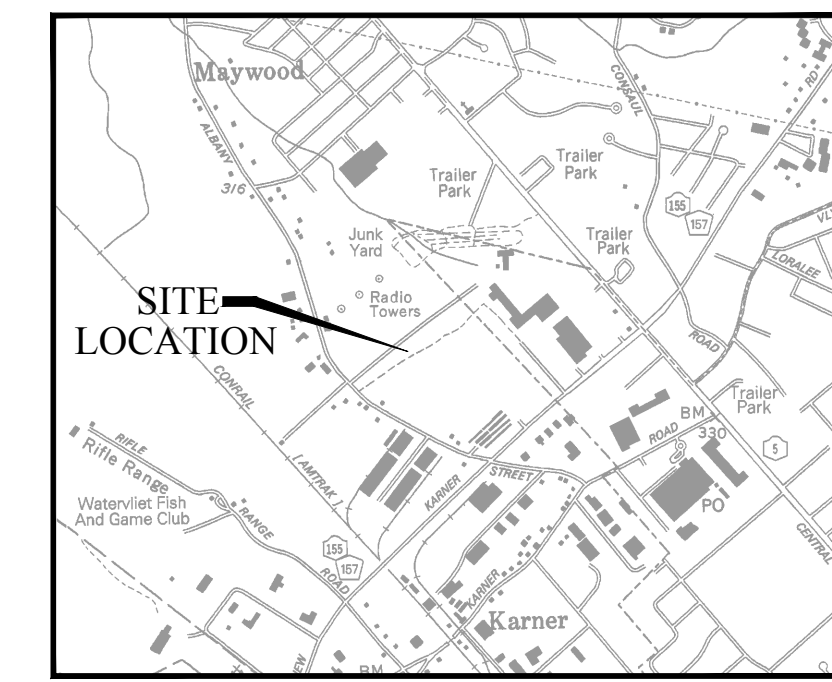 Maywood
CONSAUL
RD
ALBANY
316
Trailer
Park
Trailer
Park
155
157
Trailer
Park
Junk
Yard
LORALEE
Radio
Towers
SITE
LOCATION
ROAD
CONRAIL
Trailer
Park
BM
330
ROAD
5
RIFLE
Rifle Range
[ AMTRAK ]
KARNER
STREET
Watervliet Fish
And Game Club
RANGE
PO
CENTRAL
155
157
ROAD
KARNER
Karner
BM